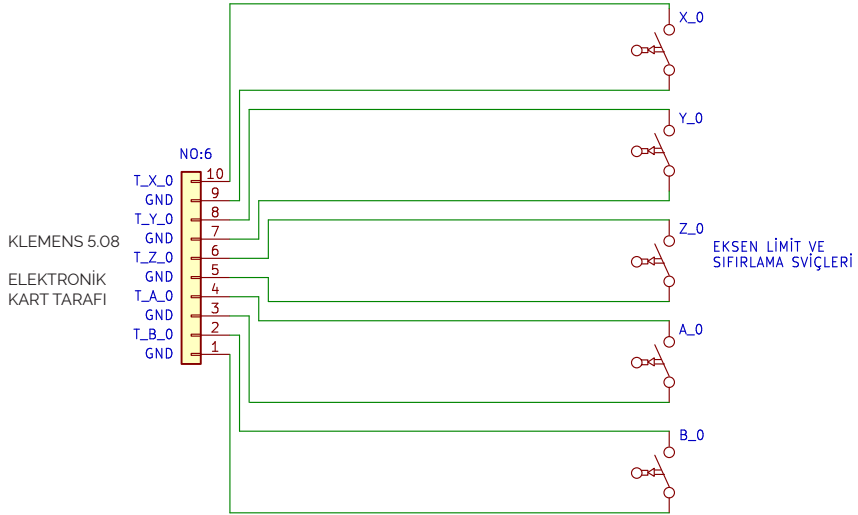 X_0
Y_0
NO:6
T_X_0 10
GND 9
T_Y_0 8
GND 7
T_Z_0 6
GND 5
T_A_0 4
GND 3
T_B_0 2
GND 1
KLEMENS 5.08
ELEKTRONİK
KART TARAFI
Z_0
EKSEN LİMİT VE
SIFIRLAMA SVİÇLERİ
A_0
B_0